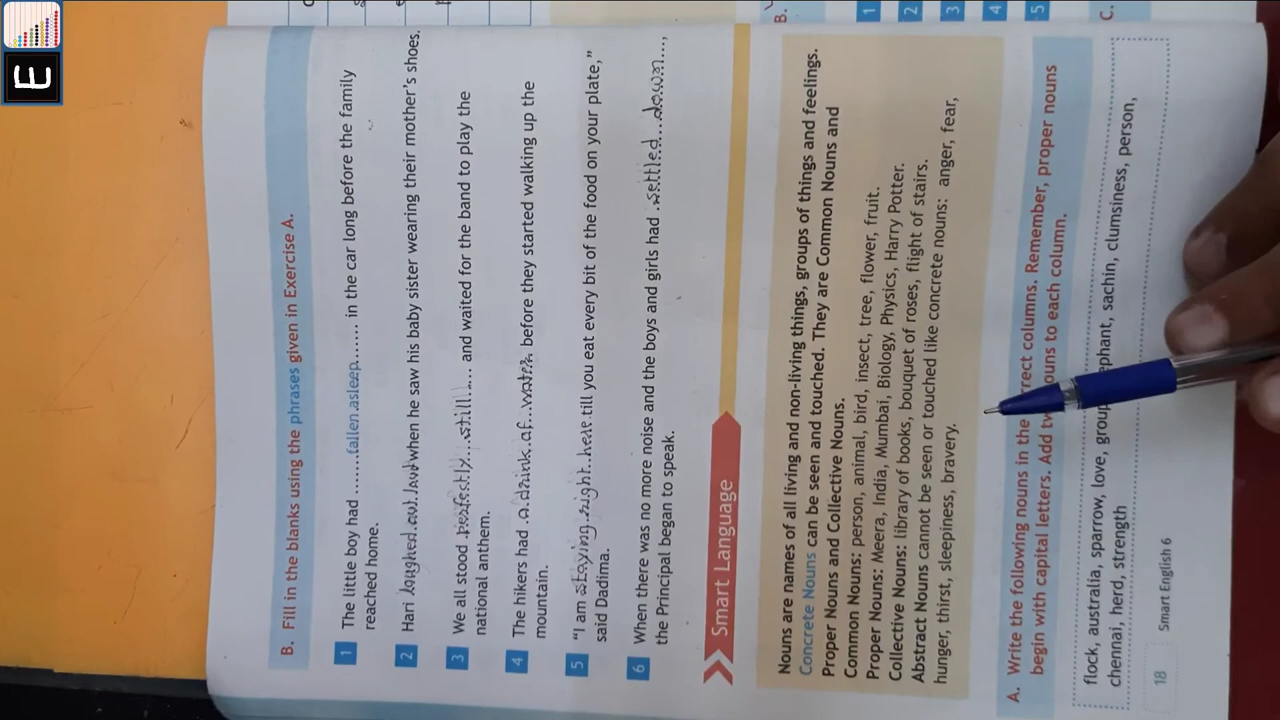 E
B. Fill in the blanks using the phrases given in Exercise A.
1 The little boy had ......fallen asleep...... in the car long before the family
reached home.
2 Hari laughed out loud when he saw his baby sister wearing their mother's shoes.
3 We all stood .perfectly...still.... and waited for the band to play the
national anthem.
4 The hikers had .a drink of water. before they started walking up the
mountain.
5 "I am staying right here till you eat every bit of the food on your plate,"
said Dadima.
6 When there was no more noise and the boys and girls had .settled...down...,
the Principal began to speak.
Smart Language
Nouns are names of all living and non-living things, groups of things and feelings.
Concrete Nouns can be seen and touched. They are Common Nouns and
Proper Nouns and Collective Nouns.
Common Nouns: person, animal, bird, insect, tree, flower, fruit.
Proper Nouns: Meera, India, Mumbai, Biology, Physics, Harry Potter.
Collective Nouns: library of books, bouquet of roses, flight of stairs.
Abstract Nouns cannot be seen or touched like concrete nouns: anger, fear,
hunger, thirst, sleepiness, bravery.
A. Write the following nouns in the rrect columns. Remember, proper nouns
begin with capital letters. Add tw ouns to each column.
flock, australia, sparrow, love, group ephant, sachin, clumsiness, person,
chennai, herd, strength
18 Smart English 6
B.
1
2
3
4
5
C.